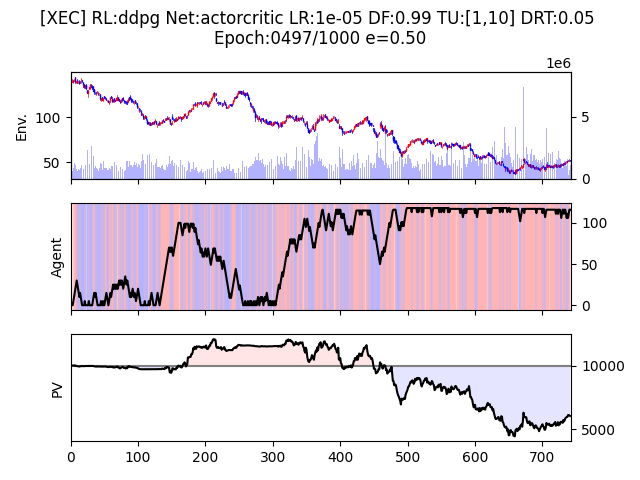 [XEC] RL:ddpg Net:actorcritic LR:1e-05 DF:0.99 TU:[1,10] DRT:0.05
Epoch:0497/1000 e=0.50
1e6
Env.
100
50
5
0
Agent
100
50
0
PV
10000
5000
0 100 200 300 400 500 600 700